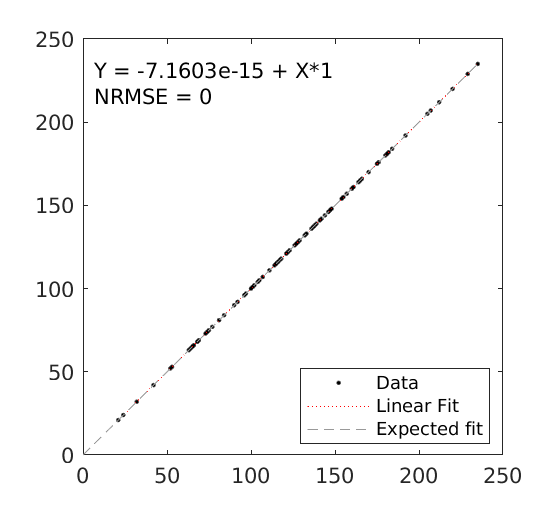 250
200
150
100
50
0
Y = -7.1603e-15 + X*1
NRMSE = 0
Data
Linear Fit
Expected fit
0 50 100 150 200 250